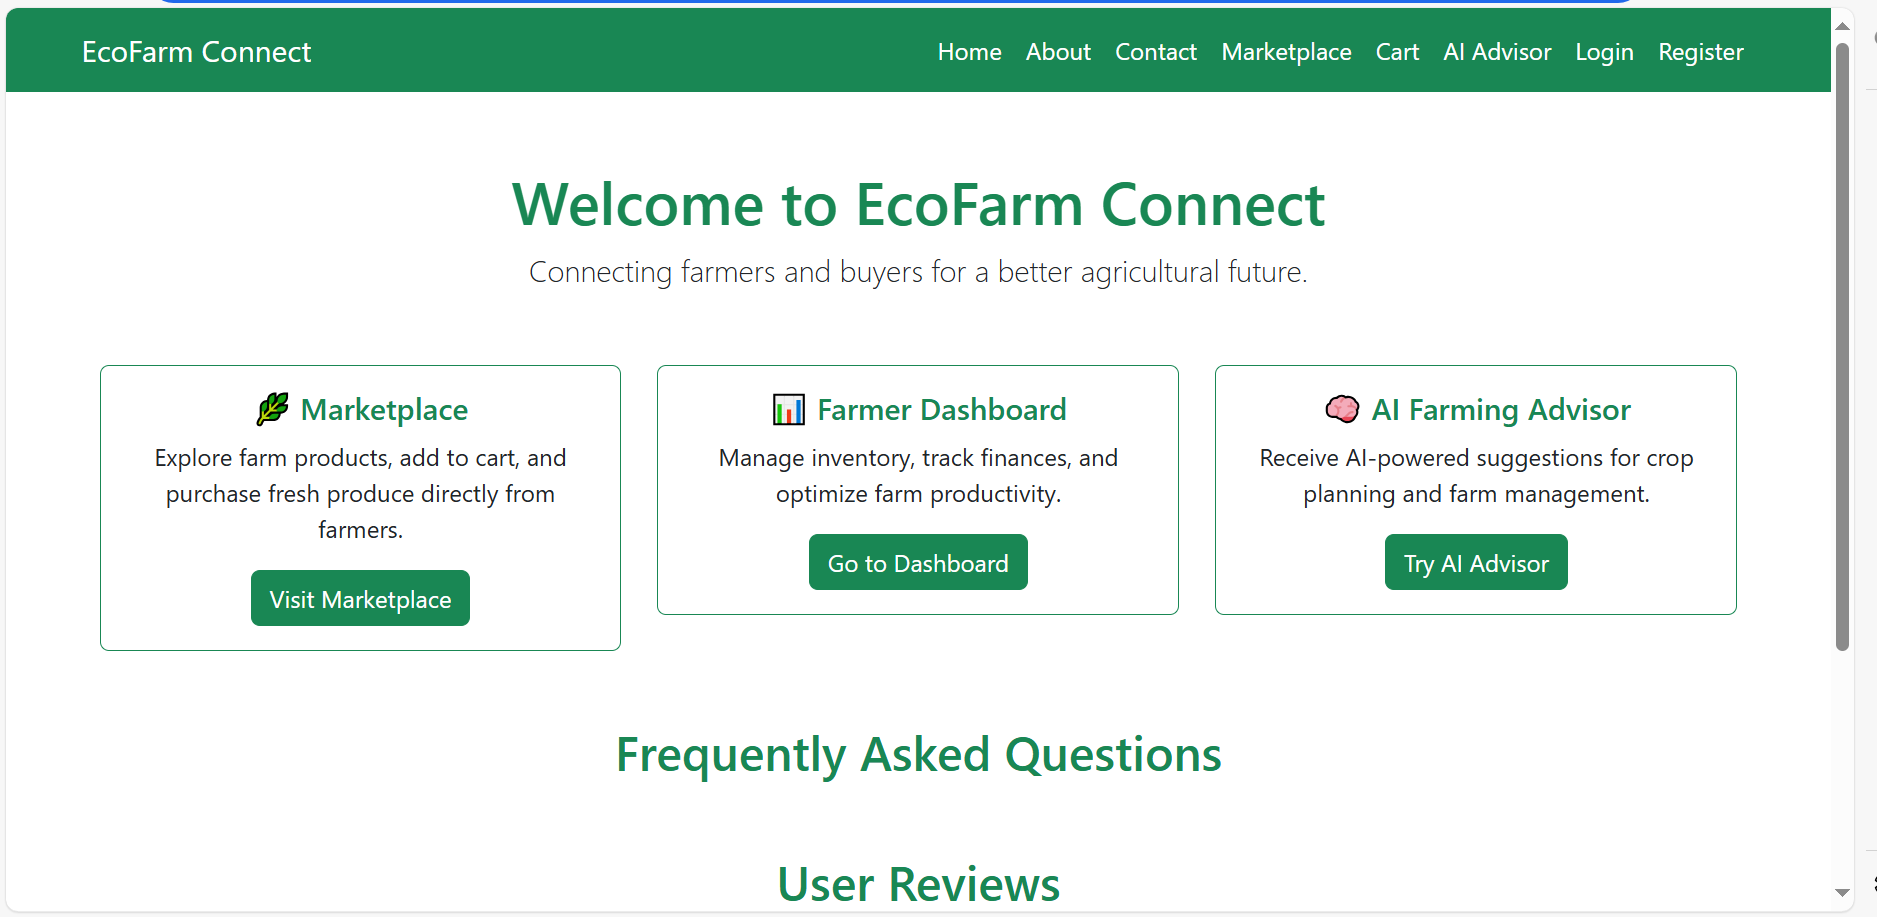 EcoFarm Connect
Home About Contact Marketplace Cart AI Advisor Login Register
Welcome to EcoFarm Connect
Connecting farmers and buyers for a better agricultural future.
Marketplace
Explore farm products, add to cart, and
purchase fresh produce directly from
farmers.
Visit Marketplace
Farmer Dashboard
Manage inventory, track finances, and
optimize farm productivity.
Go to Dashboard
AI Farming Advisor
Receive AI-powered suggestions for crop
planning and farm management.
Try AI Advisor
Frequently Asked Questions
User Reviews